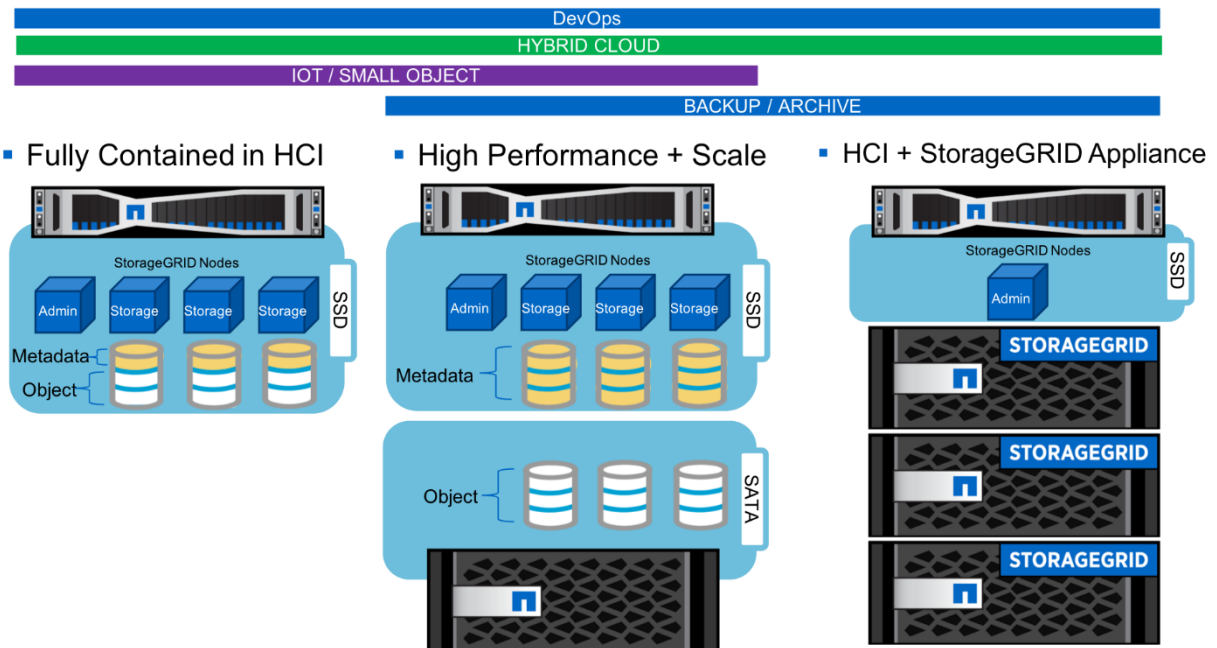 DevOps
HYBRID CLOUD
IOT / SMALL OBJECT
BACKUP / ARCHIVE
Fully Contained in HCI
StorageGRID Nodes
Admin
Storage
Storage
Storage
SSD
Metadata
Object
High Performance + Scale
StorageGRID Nodes
Admin
Storage
Storage
Storage
SSD
Metadata
Object
SATA
HCI + StorageGRID Appliance
StorageGRID Nodes
Admin
SSD
STORAGEGRID
STORAGEGRID
STORAGEGRID